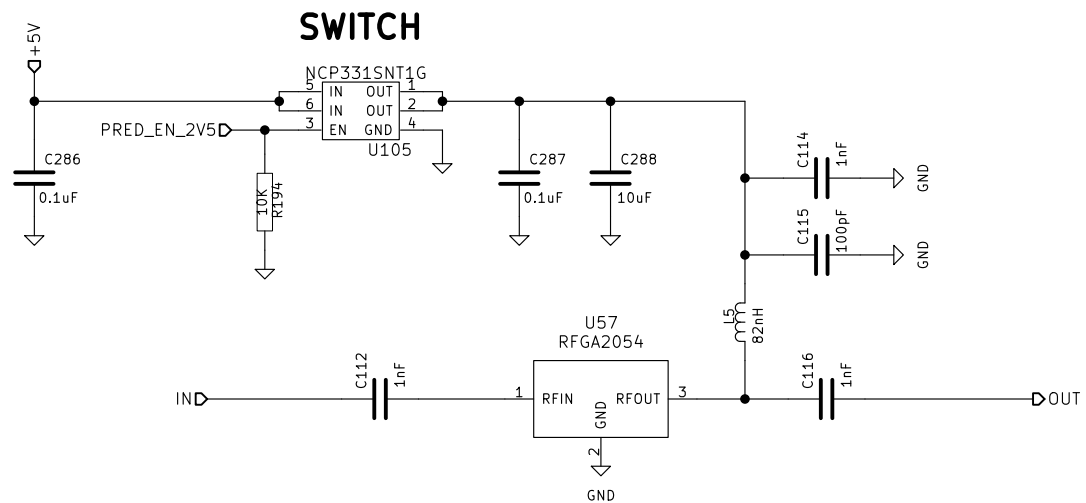 SWITCH
+5V
NCP331SNT1G
5 IN OUT 1
6 IN OUT 2
PRED_EN_2V5 3 EN GND 4
U105
C286
0.1uF
10K
R194
C287
0.1uF
C288
10uF
C114
1nF
GND
C115
100pF
GND
L5
82nH
U57
RFGA2054
C112
1nF
C116
1nF
IN
1 RFIN RFOUT 3
GND
2
GND
OUT